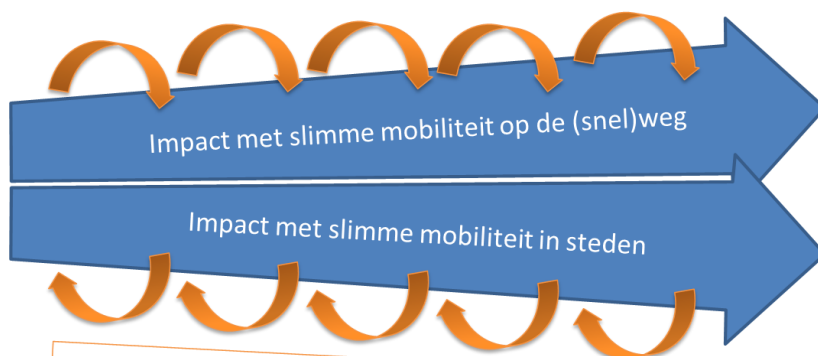 Impact met slimme mobiliteit op de (snel)weg
Impact met slimme mobiliteit in steden